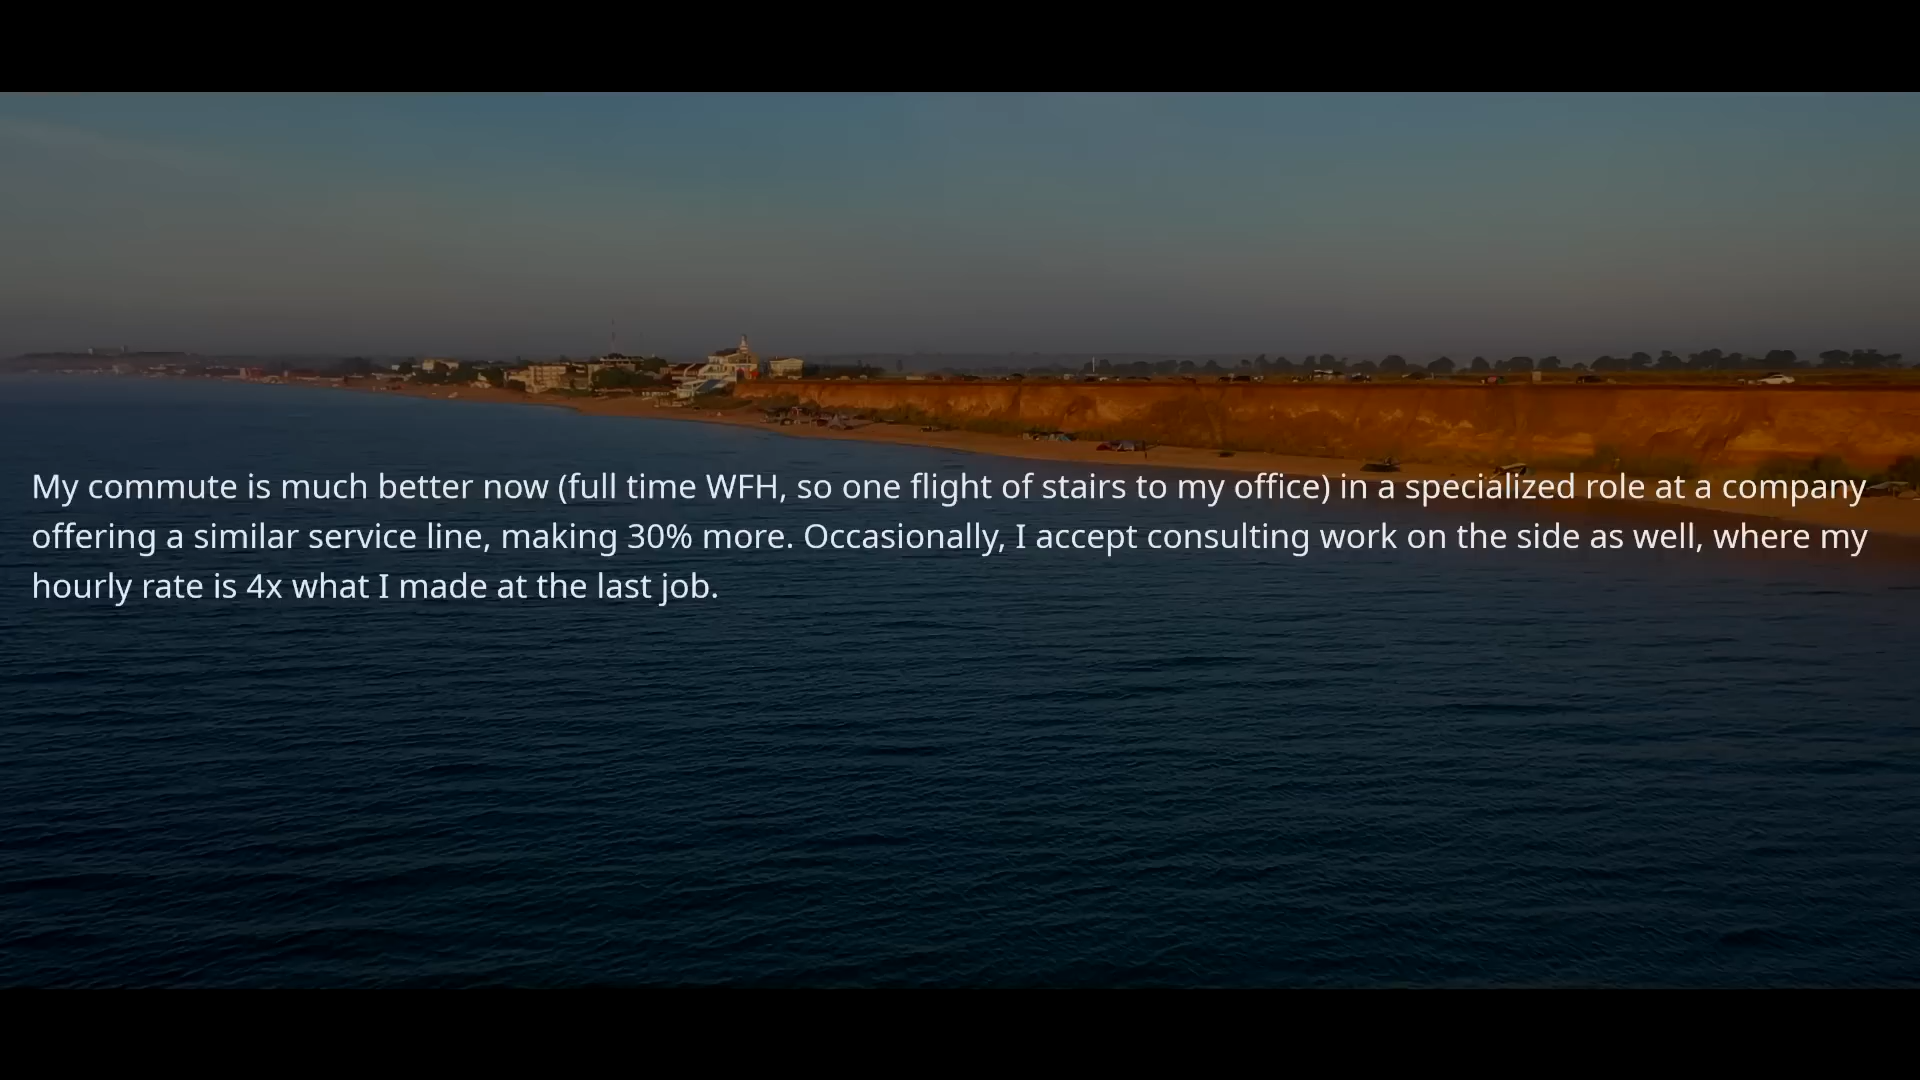 My commute is much better now (full time WFH, so one flight of stairs to my office) in a specialized role at a company
offering a similar service line, making 30% more. Occasionally, I accept consulting work on the side as well, where my
hourly rate is 4x what I made at the last job.